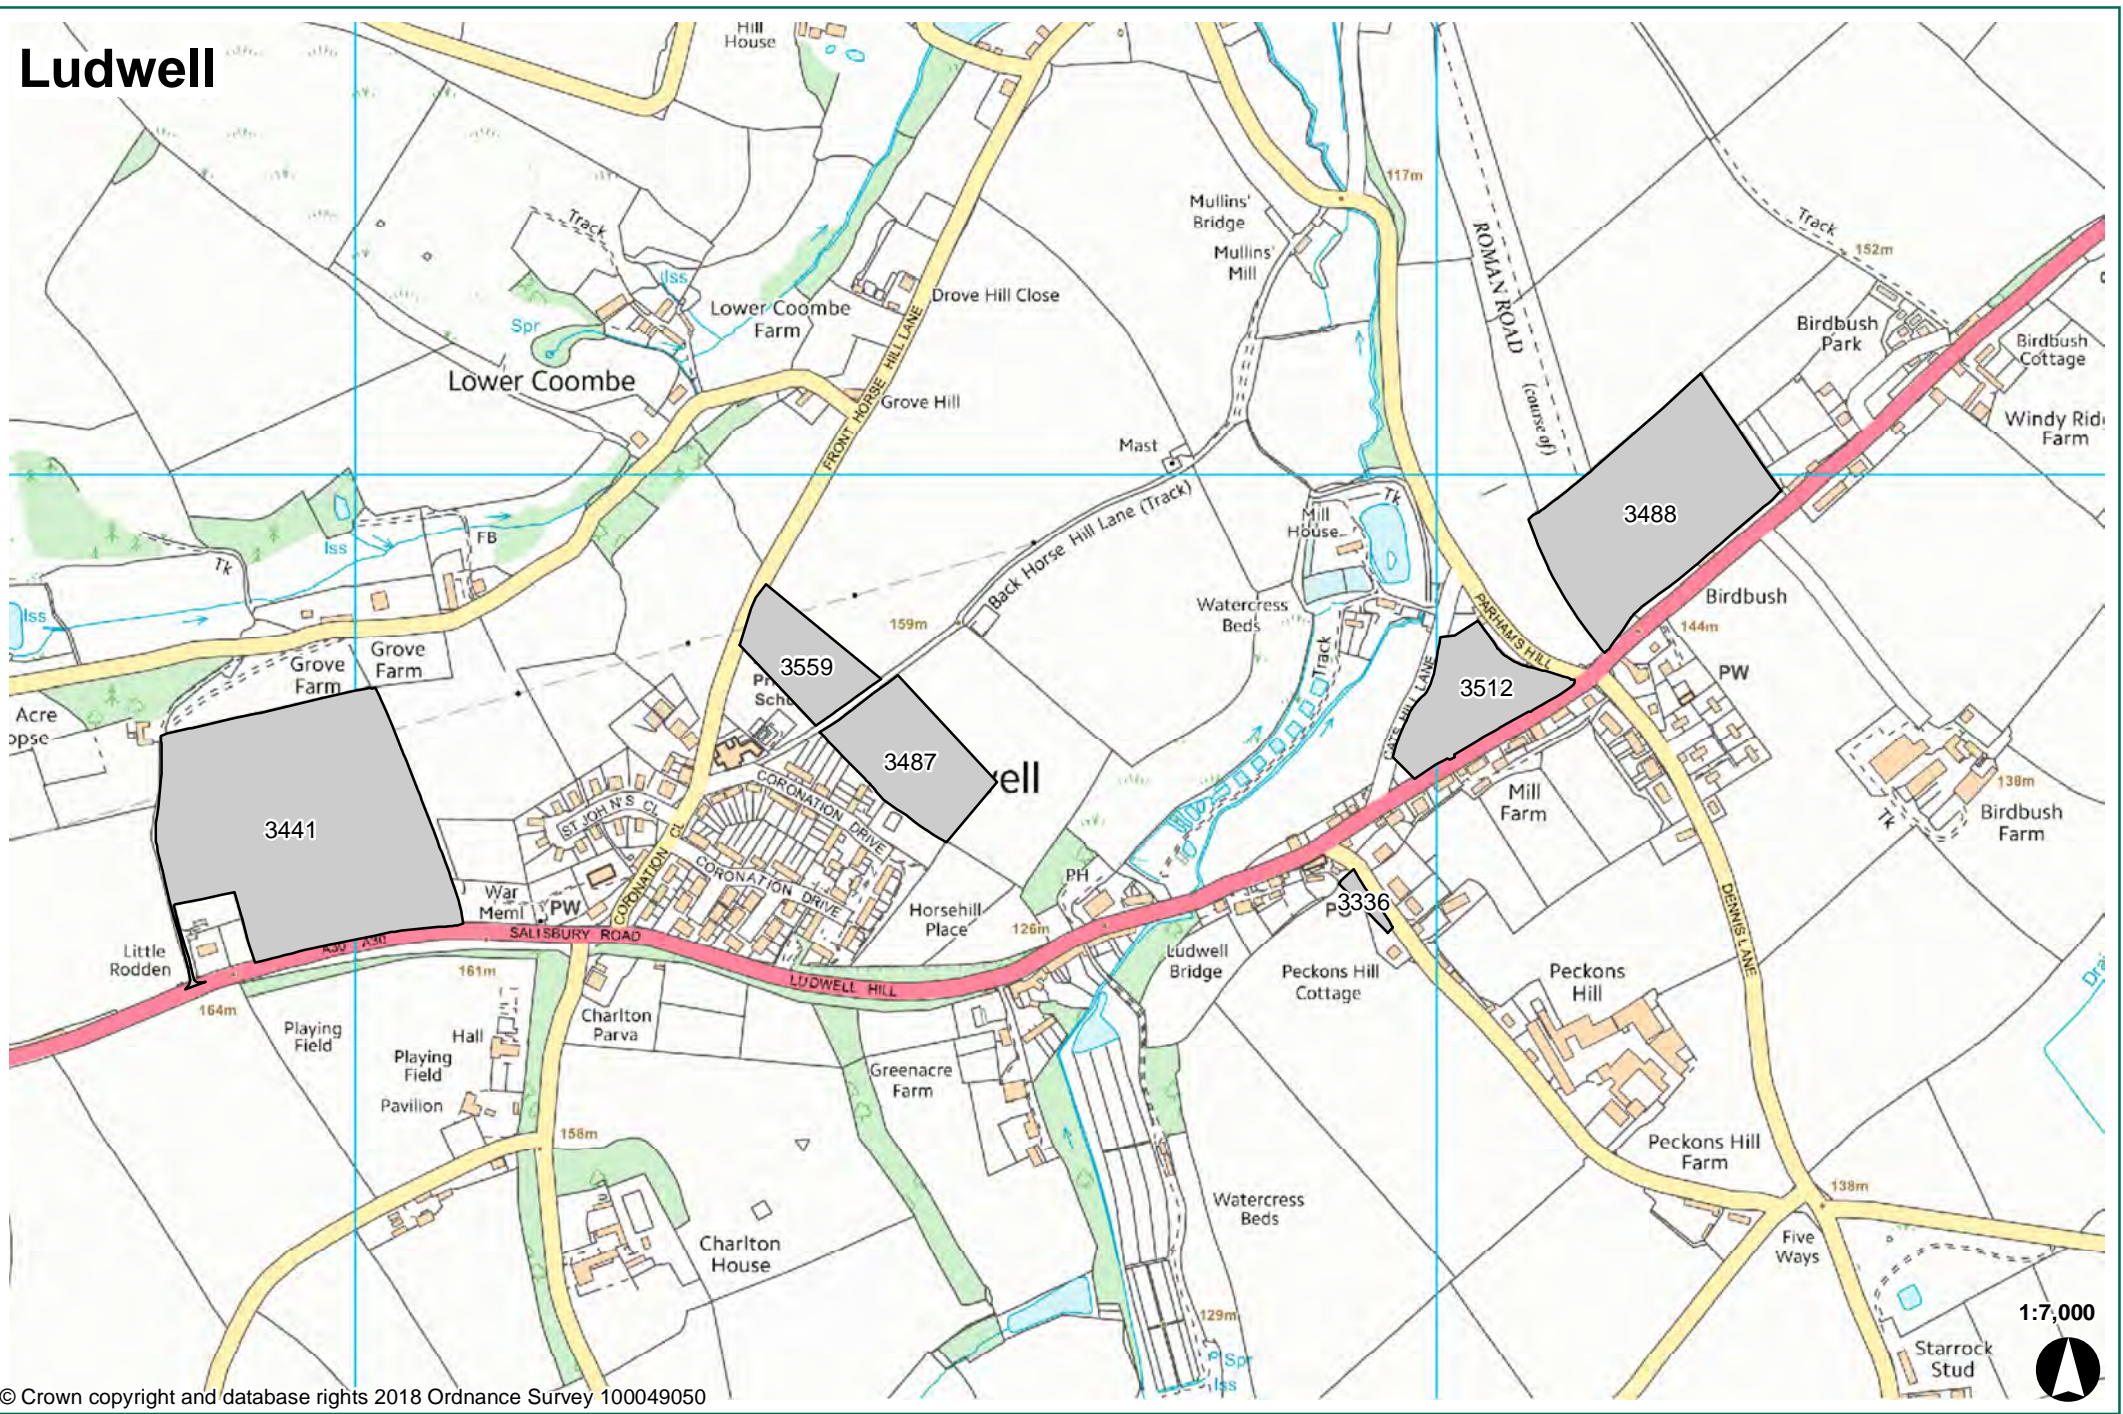 Ludwell
Hill
House
117m
Mullins'
Bridge
Mullins'
Mill
ROMAN ROAD
(course of)
Track
152m
Track
Iss
Lower Coombe
Farm
Drove Hill Close
Spr
Lower Coombe
FRONT HORSE HILL LANE
Grove Hill
Birdbush
Park
Birdbush
Cottage
Windy
Farm
Mast
Back Horse Hill Lane (Track)
Tk
Mill
House
3488
FB
Iss
Tk
Iss
159m
Watercress
Beds
Track
PARHAMS HILL
Birdbush
144m
PW
Grove
Farm
Grove
Farm
3559
3512
CATS HILL LANE
Acre
3487
3441
CORONATION DRIVE
ST JOHN'S CL
CORONATION CL
CORONATION DRIVE
Mill
Farm
138m
Birdbush
Farm
Tk
DENNIS LANE
War
Meml
PW
PH
3336
Horsehill
Place
126m
Ludwell
Bridge
Peckons Hill
Cottage
Peckons
Hill
Little
Rodden
A30
A30
SALISBURY ROAD
LUDWELL HILL
161m
164m
Playing
Field
Hall
Playing
Field
Pavilion
Charlton
Parva
Greenacre
Farm
158m
Peckons Hill
Farm
138m
Five
Ways
Charlton
House
Watercress
Beds
129m
Spr
Iss
1:7,000
Starrock
Stud
© Crown copyright and database rights 2018 Ordnance Survey 100049050